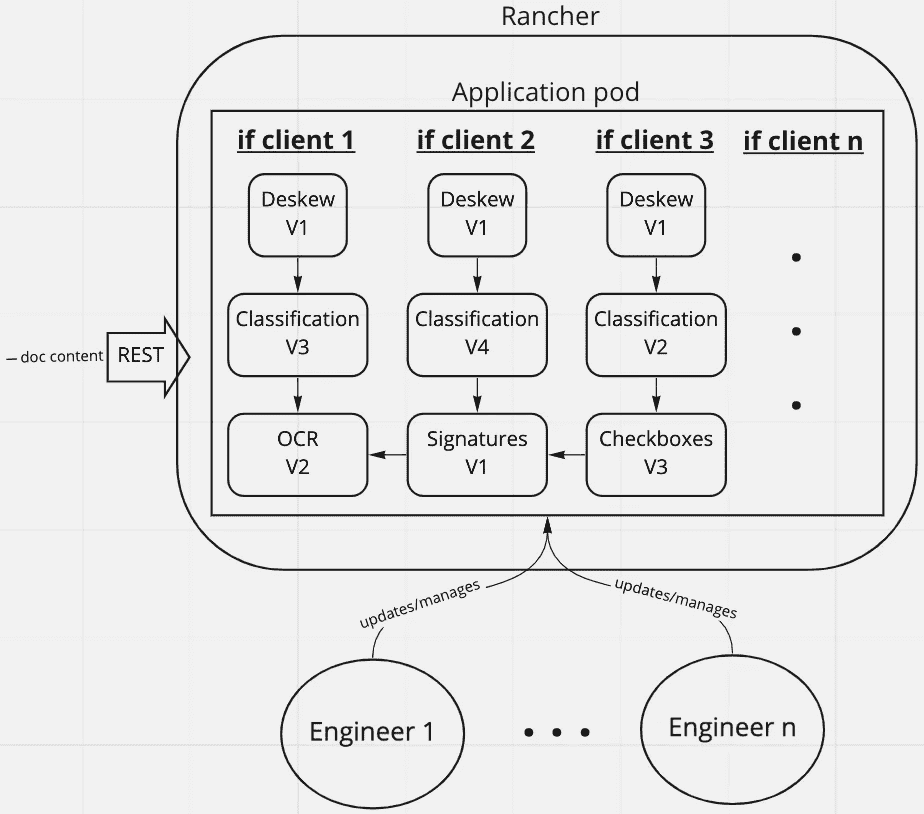 Rancher
Application pod
if client 1
if client 2
if client 3
if client n
Deskew
V1
Deskew
V1
Deskew
V1
Classification
V3
Classification
V4
Classification
V2
– doc content
REST
OCR
V2
Signatures
V1
Checkboxes
V3
updates/manages
updates/manages
Engineer 1
Engineer n